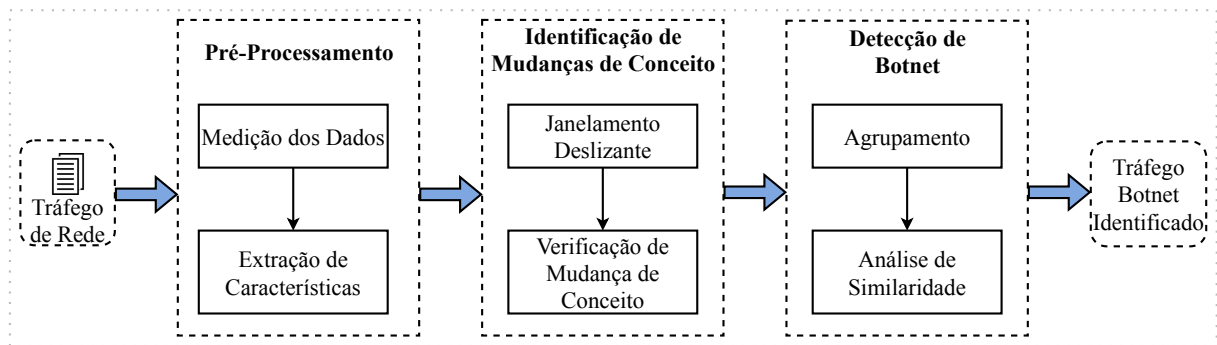 Tráfego
de Rede
Pré-Processamento
Medição dos Dados
Extração de
Características
Identificação de
Mudanças de Conceito
Janelamento
Deslizante
Verificação de
Mudança de
Conceito
Detecção de
Botnet
Agrupamento
Análise de
Similaridade
Tráfego
Botnet
Identificado